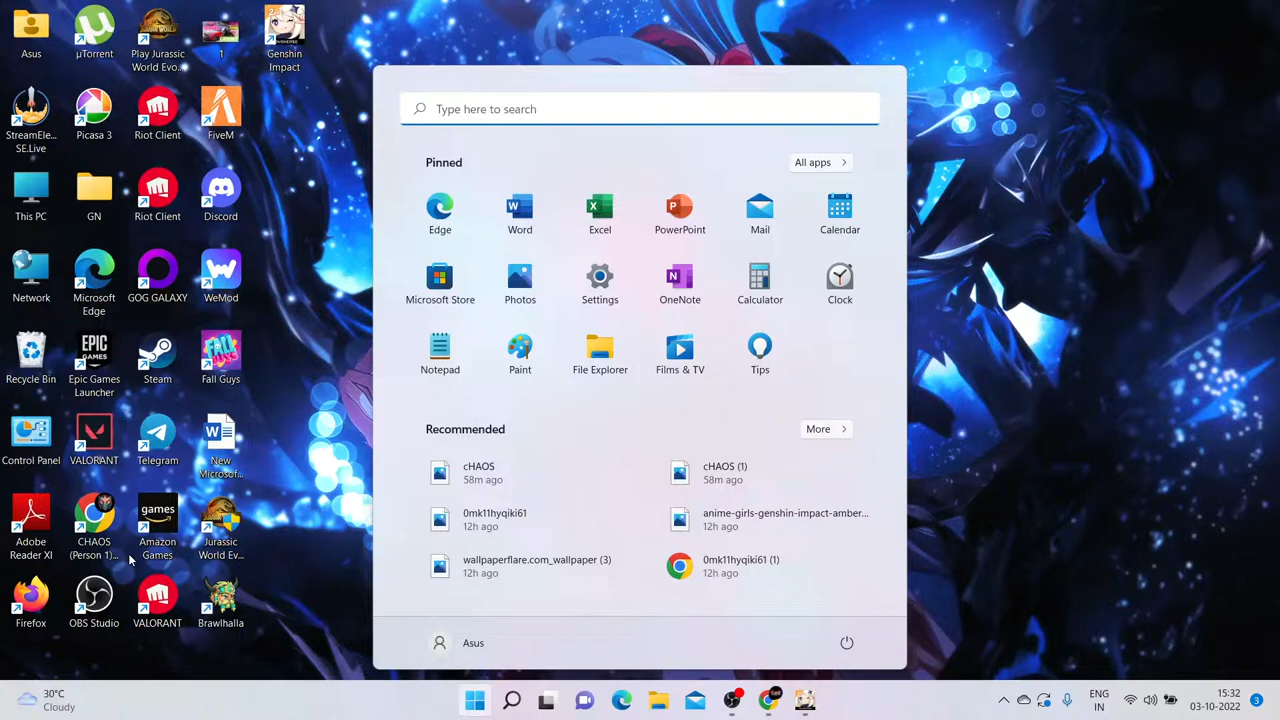 Asus
µTorrent
Play Jurassic
World Evo...
1
Genshin
Impact
StreamEle...
SE.Live
Picasa 3
Riot Client
FiveM
This PC
GN
Riot Client
Discord
Network
Microsoft
Edge
GOG GALAXY
WeMod
EPIC
GAMES
Recycle Bin
Epic Games
Launcher
Steam
Fall Guys
Control Panel
VALORANT
Telegram
New
Microsof...
games
Adobe
Reader XI
CHAOS
(Person 1)...
Amazon
Games
Jurassic
World Ev...
Firefox
OBS Studio
VALORANT
Brawlhalla
Type here to search
Pinned
All apps
Edge
Word
Excel
PowerPoint
Mail
Calendar
Microsoft Store
Photos
Settings
OneNote
Calculator
Clock
Notepad
Paint
File Explorer
Films & TV
Tips
Recommended
More
cHAOS
58m ago
cHAOS (1)
58m ago
0mk11hyqiki61
12h ago
anime-girls-genshin-impact-amber...
12h ago
wallpaperflare.com_wallpaper (3)
12h ago
0mk11hyqiki61 (1)
12h ago
Asus
30°C
Cloudy
ENG
IN
15:32
03-10-2022
3